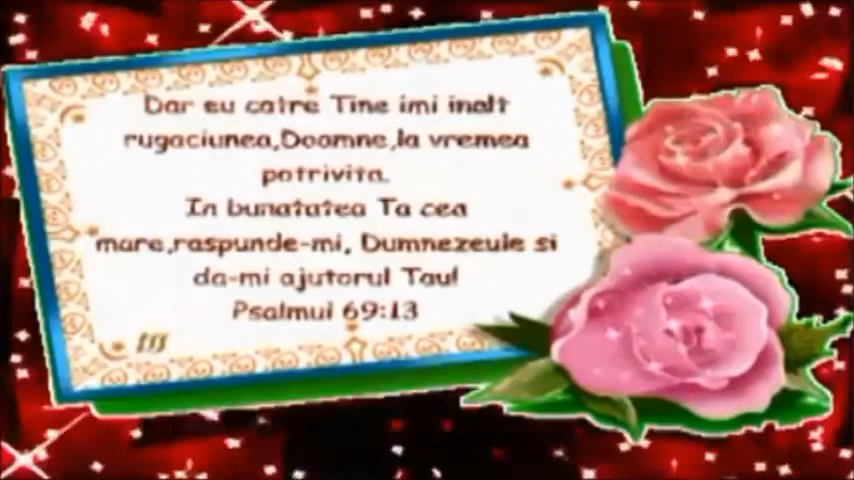 Dar eu catre Tine imi inalt
rugaciunea,Doamne,la vremea
potrivita.
In bunatatea Ta cea
mare,raspunde-mi, Dumnezeule si
da-mi ajutorul Tau!
Psalmul 69:13